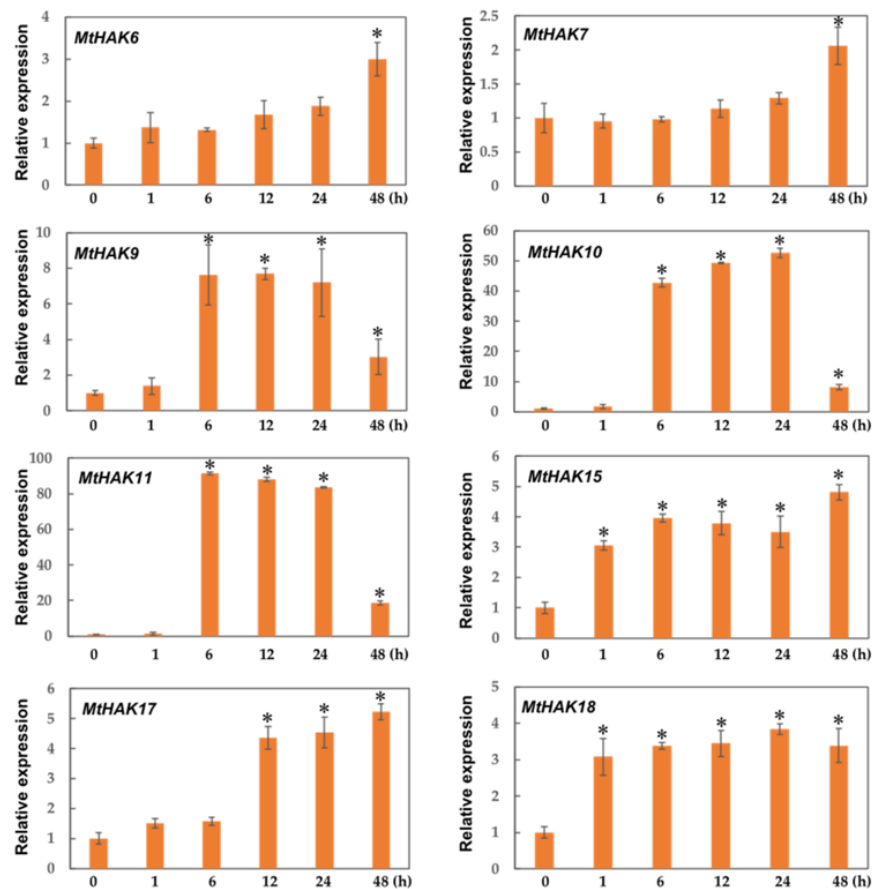 MtHAK6
Relative expression
4
3
2
1
0
*
0 1 6 12 24 48 (h)
MtHAK7
Relative expression
2.5
2
1.5
1
0.5
0
*
0 1 6 12 24 48 (h)
MtHAK9
Relative expression
10
8
6
4
2
0
* * * *
0 1 6 12 24 48 (h)
MtHAK10
Relative expression
60
50
40
30
20
10
0
* * * *
0 1 6 12 24 48 (h)
MtHAK11
Relative expression
100
80
60
40
20
0
* * * *
0 1 6 12 24 48 (h)
MtHAK15
Relative expression
6
5
4
3
2
1
0
* * * * *
0 1 6 12 24 48 (h)
MtHAK17
Relative expression
6
5
4
3
2
1
0
* * *
0 1 6 12 24 48 (h)
MtHAK18
Relative expression
5
4
3
2
1
0
* * * * *
0 1 6 12 24 48 (h)